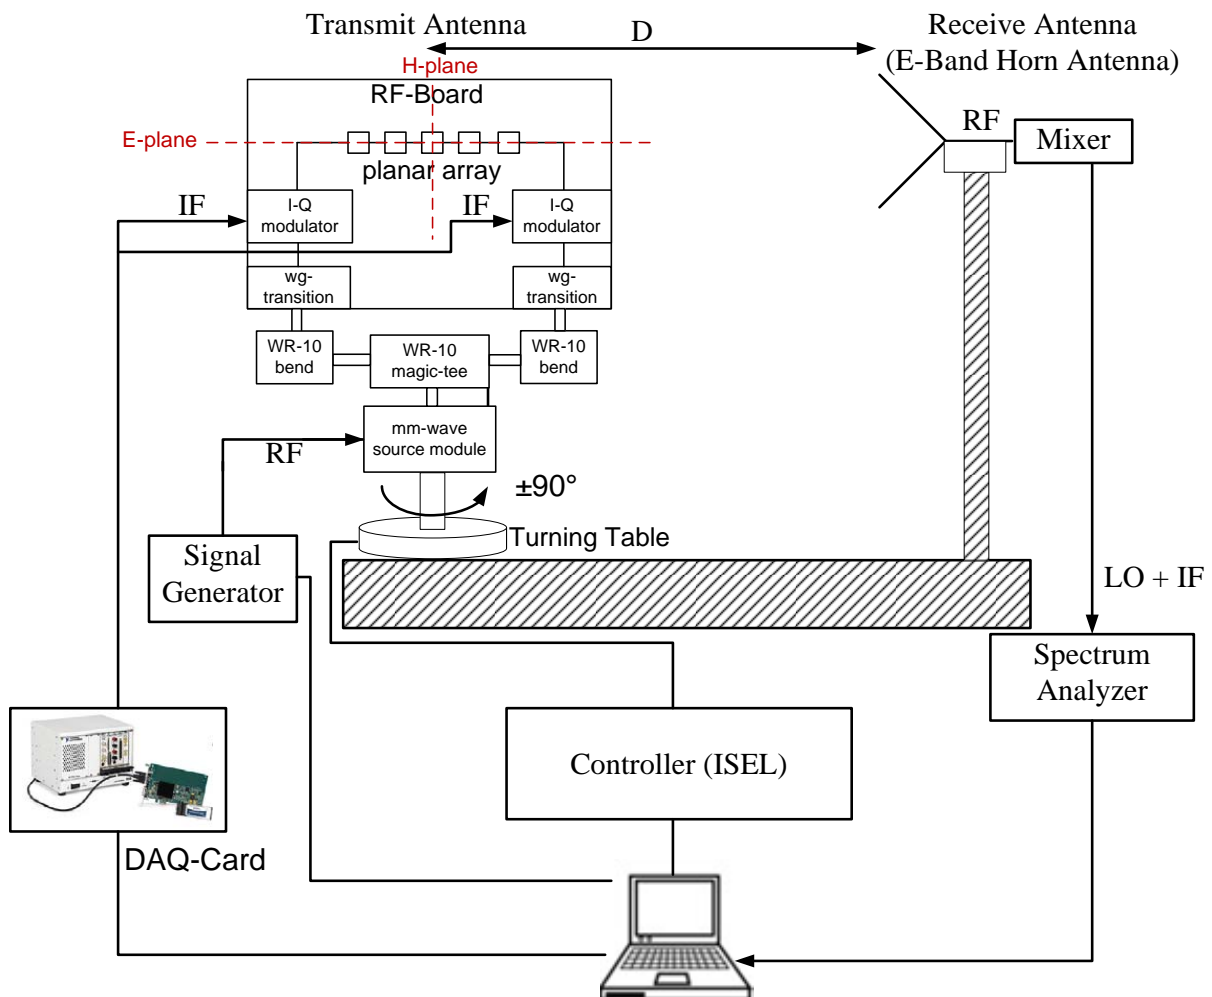 Transmit Antenna
D
Receive Antenna
(E-Band Horn Antenna)
H-plane
RF-Board
E-plane
planar array
RF
Mixer
IF
I-Q
modulator
IF
I-Q
modulator
wg-
transition
wg-
transition
WR-10
bend
WR-10
magic-tee
WR-10
bend
mm-wave
source module
RF
±90°
Turning Table
Signal
Generator
LO + IF
Spectrum
Analyzer
Controller (ISEL)
DAQ-Card